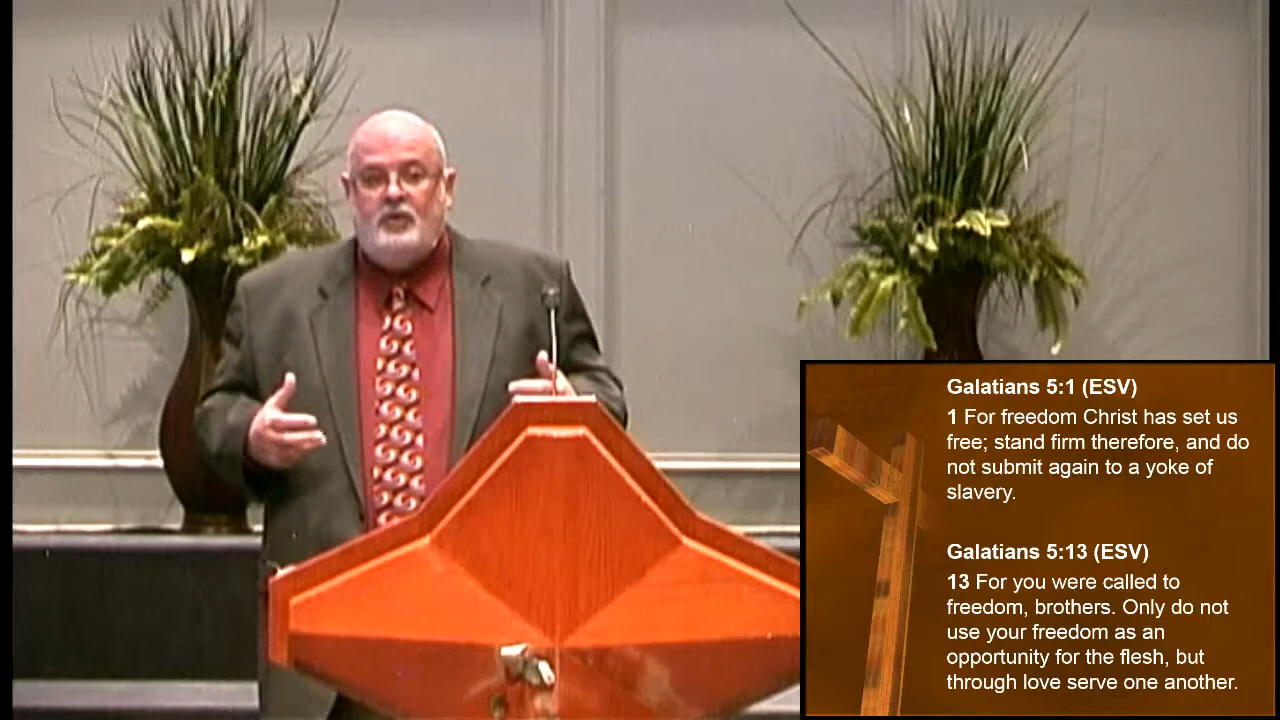 Galatians 5:1 (ESV)
1 For freedom Christ has set us
free; stand firm therefore, and do
not submit again to a yoke of
slavery.
Galatians 5:13 (ESV)
13 For you were called to
freedom, brothers. Only do not
use your freedom as an
opportunity for the flesh, but
through love serve one another.